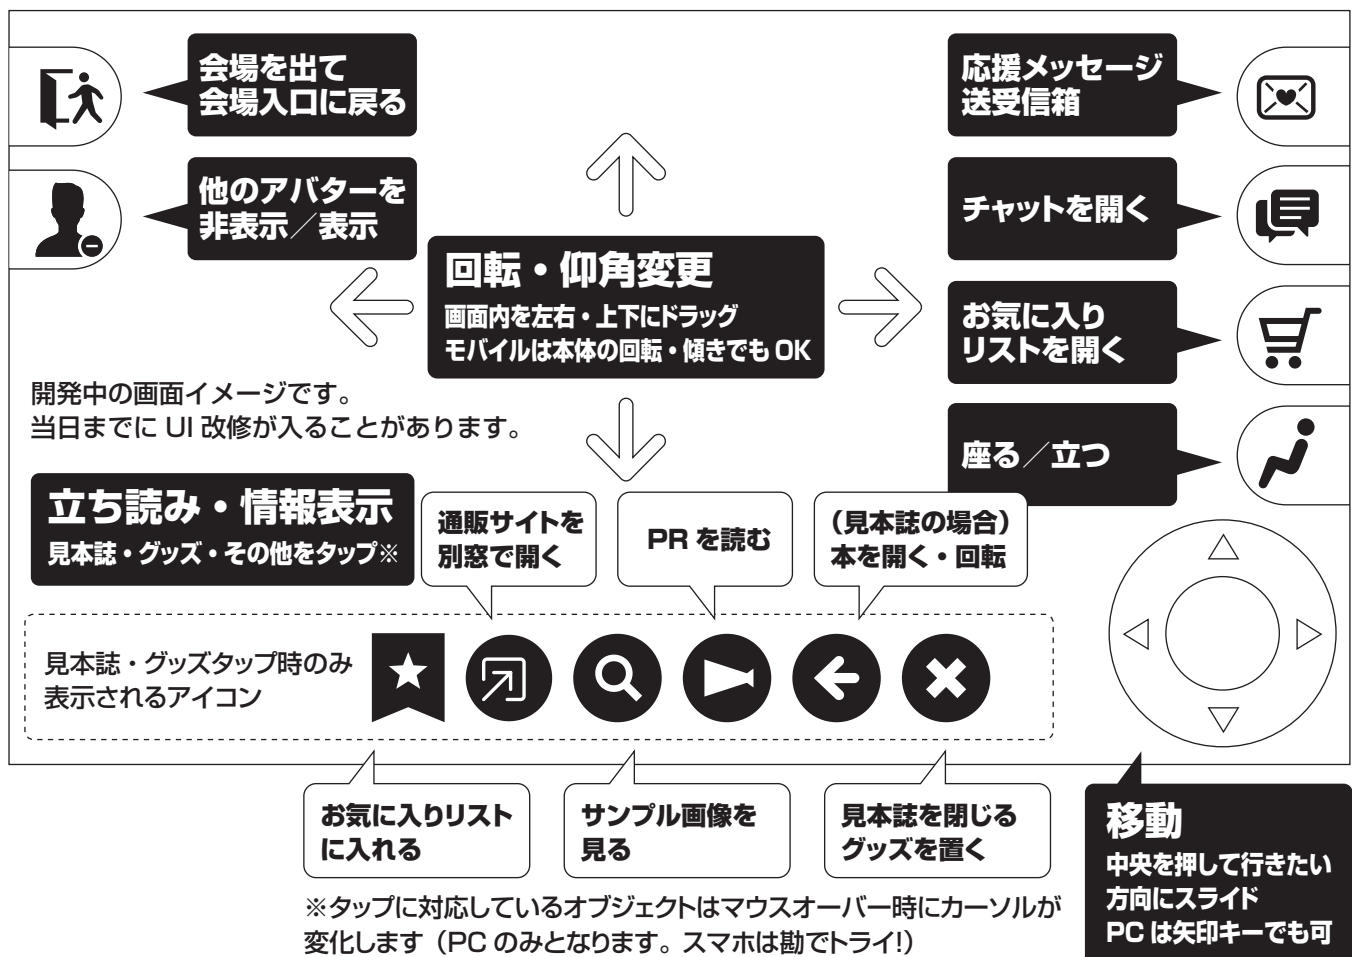 会場を出て
会場入口に戻る
応援メッセージ
送受信箱
他のアバターを
非表示／表示
チャットを開く
回転・仰角変更
画面内を左右・上下にドラッグ
モバイルは本体の回転・傾きでも OK
お気に入り
リストを開く
開発中の画面イメージです。
当日までに UI 改修が入ることがあります。
座る／立つ
立ち読み・情報表示
見本誌・グッズ・その他をタップ※
通販サイトを
別窓で開く
PR を読む
（見本誌の場合）
本を開く・回転
見本誌・グッズタップ時のみ
表示されるアイコン
お気に入りリスト
に入れる
サンプル画像を
見る
見本誌を閉じる
グッズを置く
移動
中央を押して行きたい
方向にスライド
PC は矢印キーでも可
※タップに対応しているオブジェクトはマウスオーバー時にカーソルが
変化します（PC のみとなります。スマホは勘でトライ!）